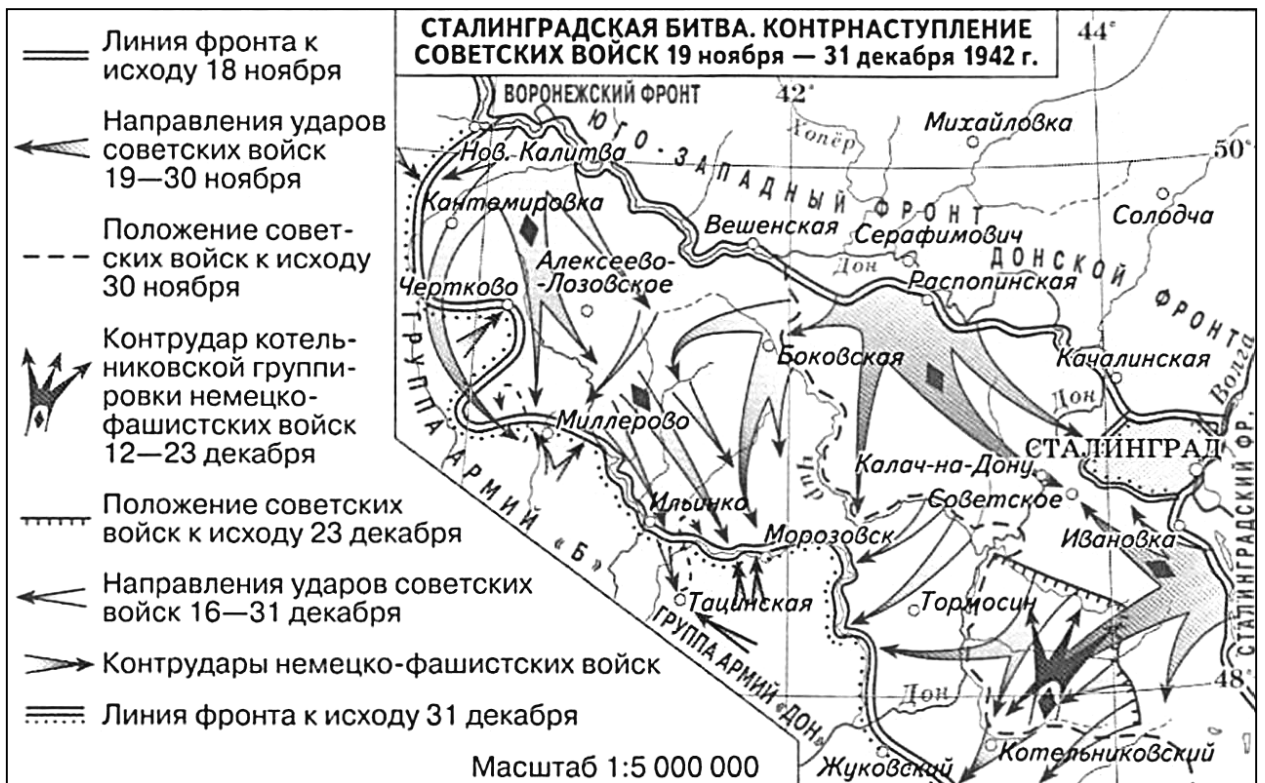 СТАЛИНГРАДСКАЯ БИТВА. КОНТРНАСТУПЛЕНИЕ
СОВЕТСКИХ ВОЙСК 19 ноября — 31 декабря 1942 г.
Линия фронта к
исходу 18 ноября
Направления ударов
советских войск
19—30 ноября
Положение совет-
ских войск к исходу
30 ноября
Контрудар котель-
никовской группи-
ровки немецко-
фашистских войск
12—23 декабря
Положение советских
войск к исходу 23 декабря
Направления ударов советских
войск 16—31 декабря
Контрудары немецко-фашистских войск
Линия фронта к исходу 31 декабря
Масштаб 1:5 000 000
44°
ВОРОНЕЖСКИЙ ФРОНТ
42°
ЮГО-ЗАПАДНЫЙ ФРОНТ
Хопёр
Михайловка
50°
Нов. Калитва
Кантемировка
Солодча
Вешенская
Серафимович
Дон
ДОНСКОЙ ФРОНТ
Алексеево-
-Лозовское
Чертково
Распопинская
Боковская
Качалинская
Волга
Дон
Миллерово
СТАЛИНГРАД
Калач-на-Дону
Советское
Чир
Ильинка
Морозовск
Ивановка
СТАЛИНГРАДСКИЙ ФР.
ГРУППА АРМИЙ «Б»
Тацинская
Тормосин
ГРУППА АРМИЙ «ДОН»
Дон
48°
Котельниковский
Жуковский